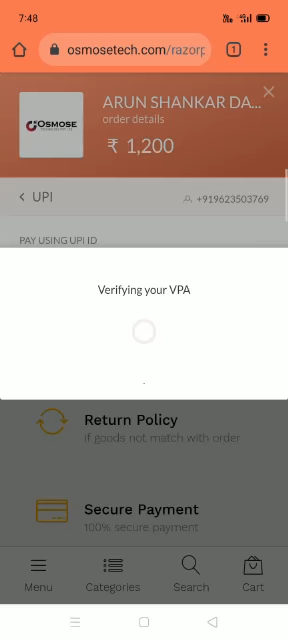 7:48
osmosetech.com/razorp
1
OSMOSE
ARUN SHANKAR DA...
order details
₹ 1,200
UPI
+919623503769
PAY USING UPI ID
Verifying your VPA
.
Return Policy
If goods not match with order
Secure Payment
100% secure payment
Menu
Categories
Search
Cart